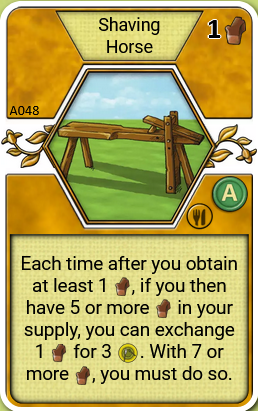 Shaving
Horse
1
A048
A
Each time after you obtain
at least 1 , if you then
have 5 or more in your
supply, you can exchange
1 for 3 . With 7 or
more , you must do so.